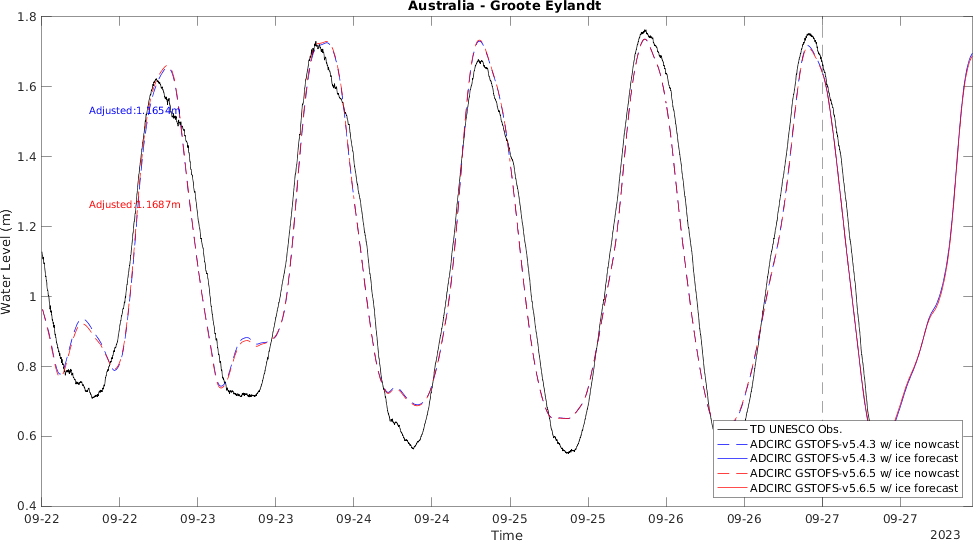 Australia - Groote Eylandt
Water Level (m)
1.8
1.6
1.4
1.2
1
0.8
0.6
0.4
Adjusted:1.1654m
Adjusted:1.1687m
TD UNESCO Obs.
ADCIRC GSTOFS-v5.4.3 w/ ice nowcast
ADCIRC GSTOFS-v5.4.3 w/ ice forecast
ADCIRC GSTOFS-v5.6.5 w/ ice nowcast
ADCIRC GSTOFS-v5.6.5 w/ ice forecast
09-22 09-22 09-23 09-23 09-24 09-24 09-25 09-25 09-26 09-26 09-27 09-27
Time
2023